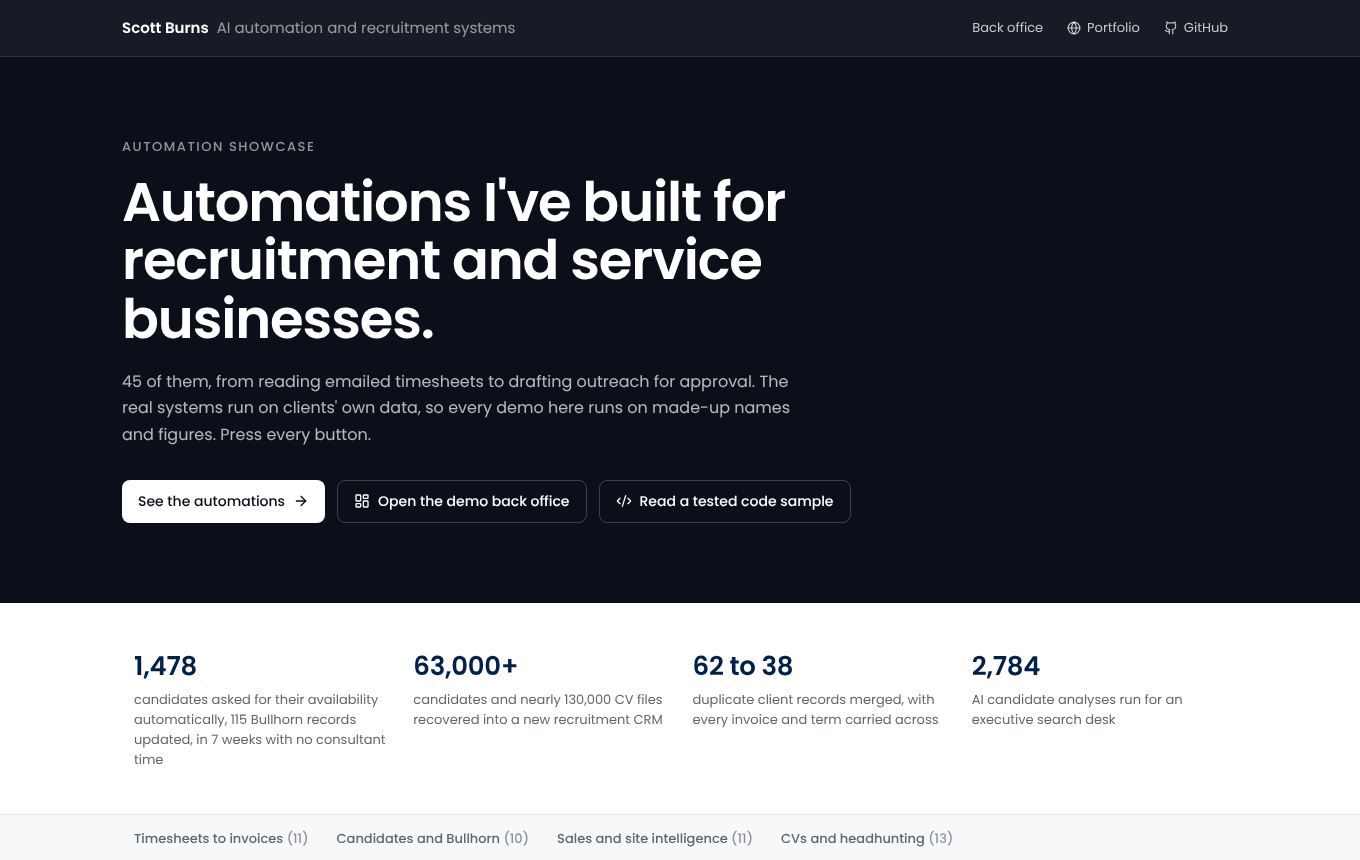 Scott Burns AI automation and recruitment systems
Back office Portfolio GitHub
AUTOMATION SHOWCASE
Automations I've built for
recruitment and service
businesses.
45 of them, from reading emailed timesheets to drafting outreach for approval. The
real systems run on clients' own data, so every demo here runs on made-up names
and figures. Press every button.
See the automations
Open the demo back office
Read a tested code sample
1,478
candidates asked for their availability
automatically, 115 Bullhorn records
updated, in 7 weeks with no consultant
time
63,000+
candidates and nearly 130,000 CV files
recovered into a new recruitment CRM
62 to 38
duplicate client records merged, with
every invoice and term carried across
2,784
AI candidate analyses run for an
executive search desk
Timesheets to invoices (11) Candidates and Bullhorn (10) Sales and site intelligence (11) CVs and headhunting (13)